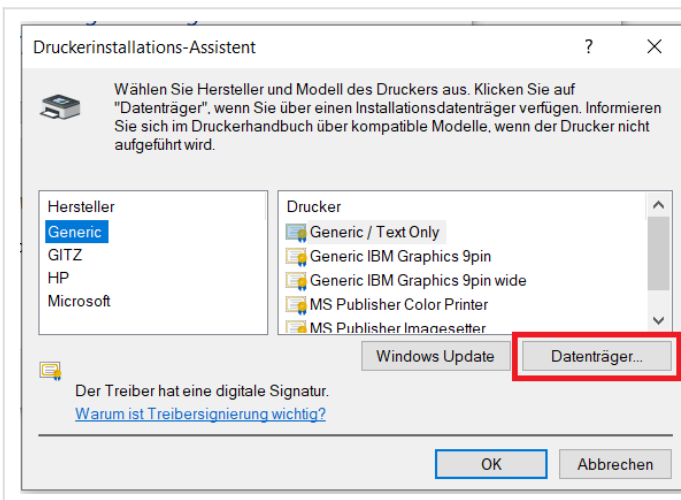 Druckerinstallations-Assistent
?
Wählen Sie Hersteller und Modell des Druckers aus. Klicken Sie auf
"Datenträger", wenn Sie über einen Installationsdatenträger verfügen. Informieren
Sie sich im Druckerhandbuch über kompatible Modelle, wenn der Drucker nicht
aufgeführt wird.
Hersteller
Generic
GITZ
HP
Microsoft
Drucker
Generic / Text Only
Generic IBM Graphics 9pin
Generic IBM Graphics 9pin wide
MS Publisher Color Printer
MS Publisher Imagesetter
Windows Update
Datenträger...
Der Treiber hat eine digitale Signatur.
Warum ist Treibersignierung wichtig?
OK
Abbrechen